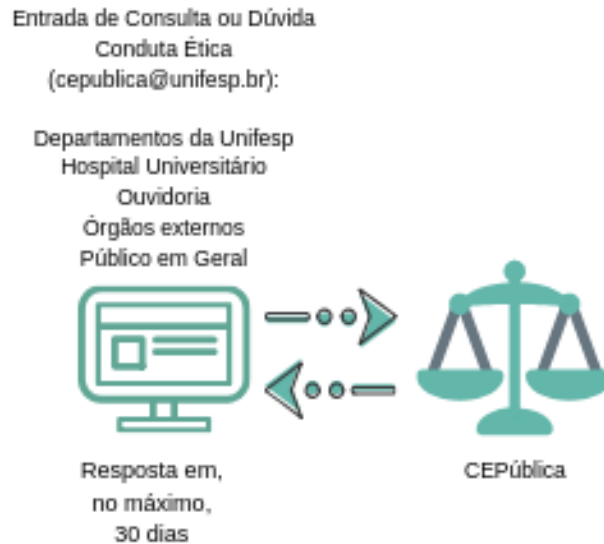 Entrada de Consulta ou Dúvida
Conduta Ética
(cepublica@unifesp.br):
Departamentos da Unifesp
Hospital Universitário
Ouvidoria
Órgãos externos
Público em Geral
Resposta em,
no máximo,
30 dias
CEPública